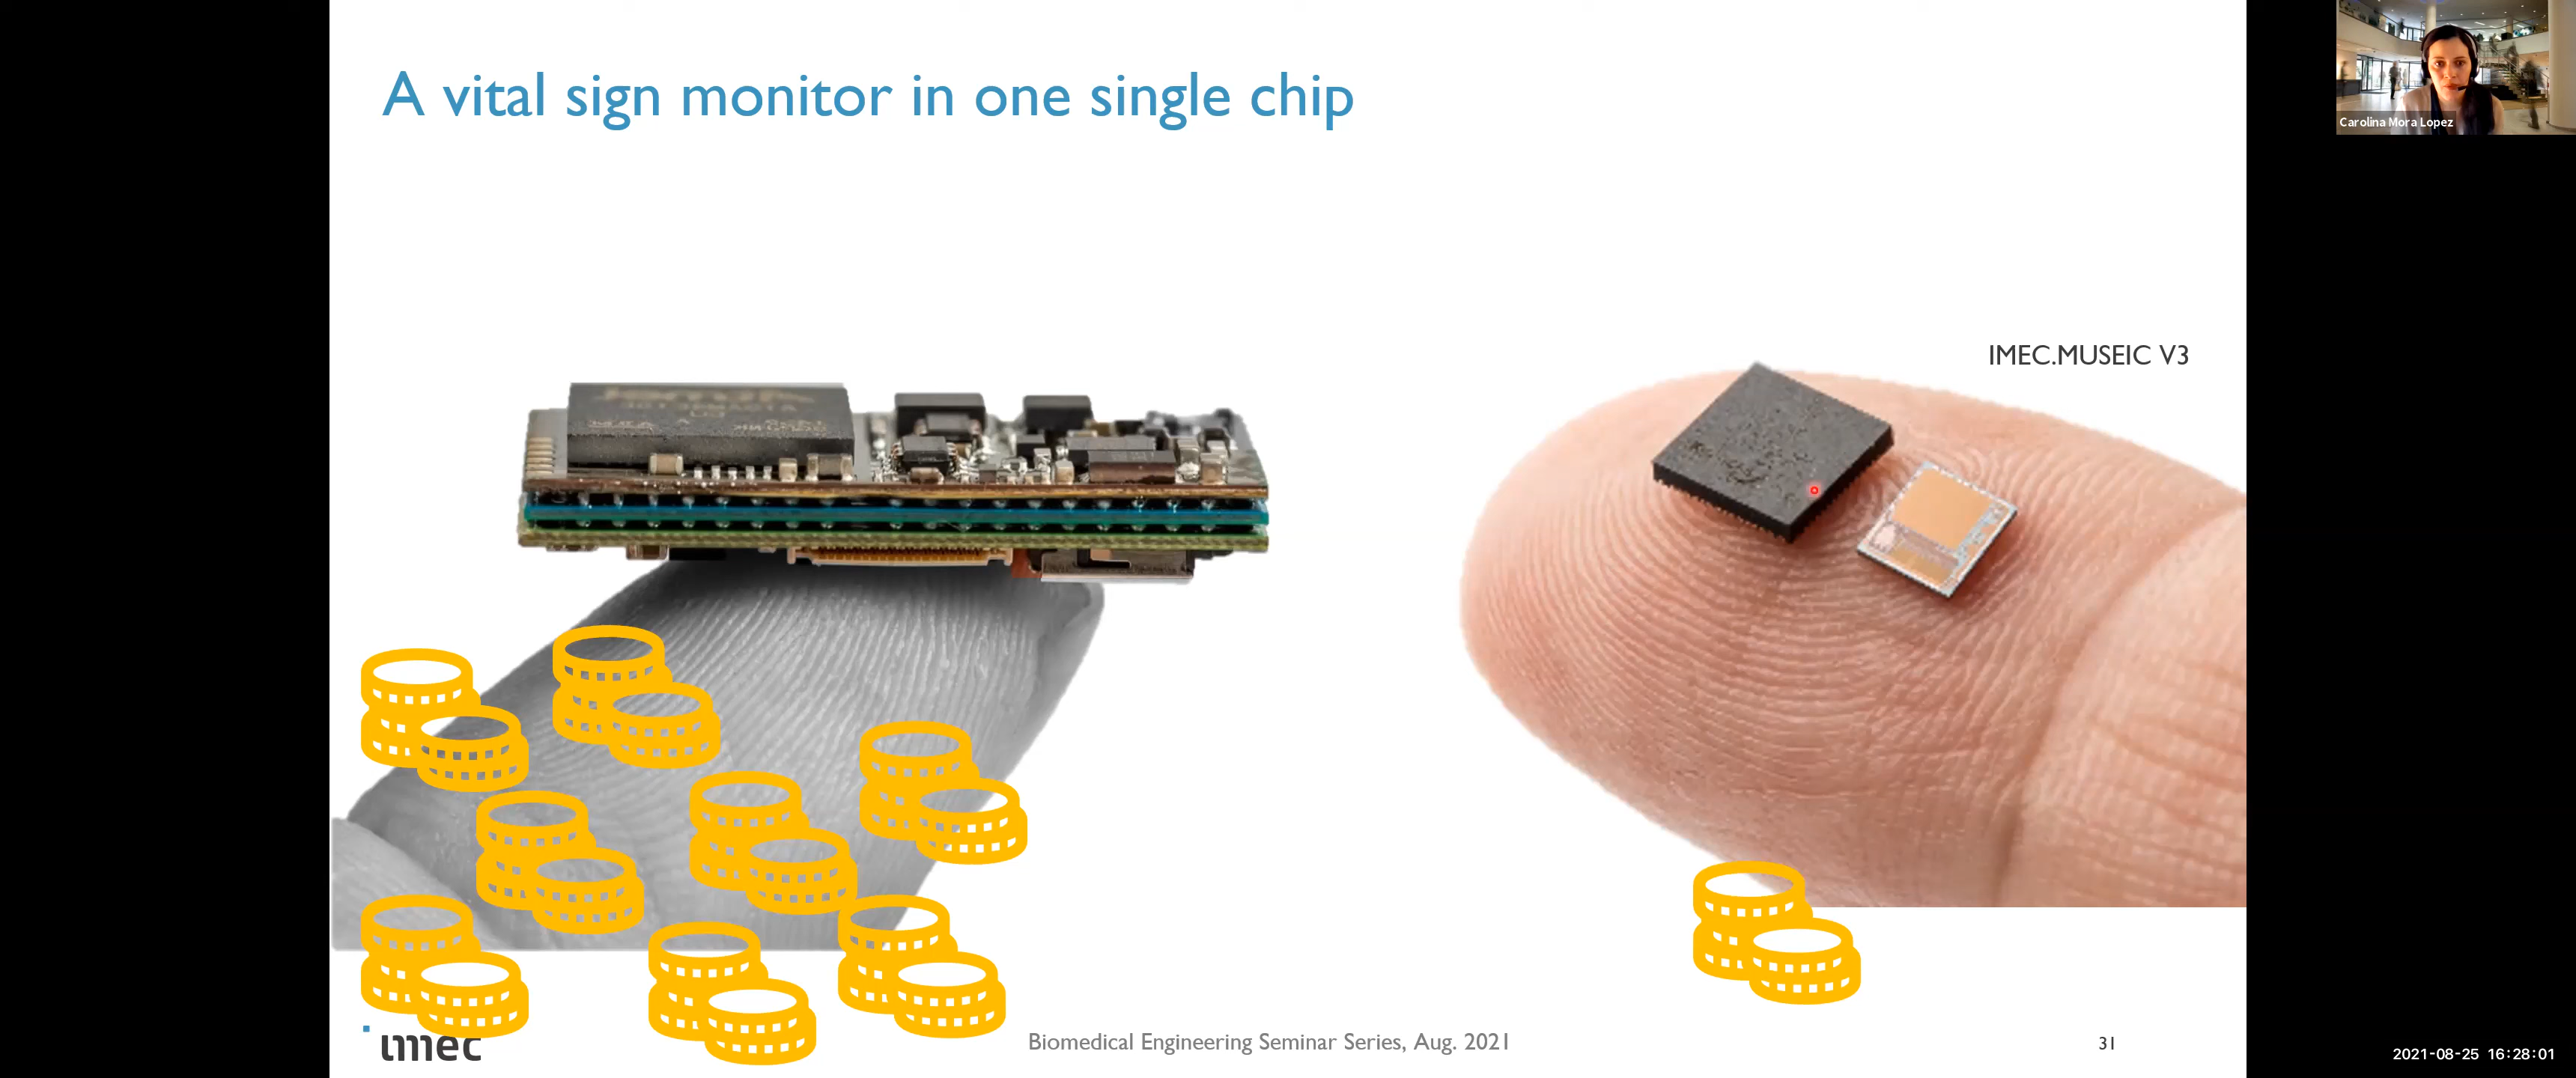 A vital sign monitor in one single chip
Carolina Mora Lopez
IMEC.MUSEIC V3
imec
Biomedical Engineering Seminar Series, Aug. 2021
31
2021-08-25 16:28:01